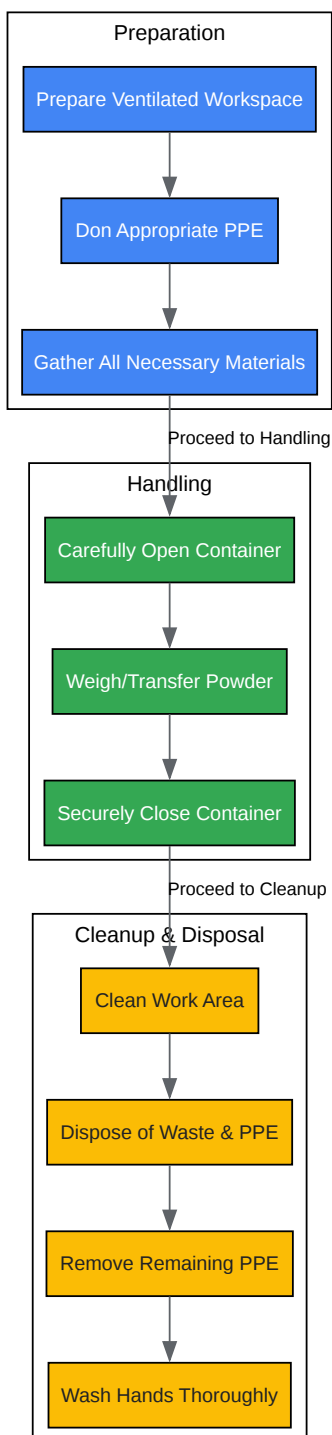 Preparation
Prepare Ventilated Workspace
Don Appropriate PPE
Gather All Necessary Materials
Proceed to Handling
Handling
Carefully Open Container
Weigh/Transfer Powder
Securely Close Container
Proceed to Cleanup
Cleanup & Disposal
Clean Work Area
Dispose of Waste & PPE
Remove Remaining PPE
Wash Hands Thoroughly